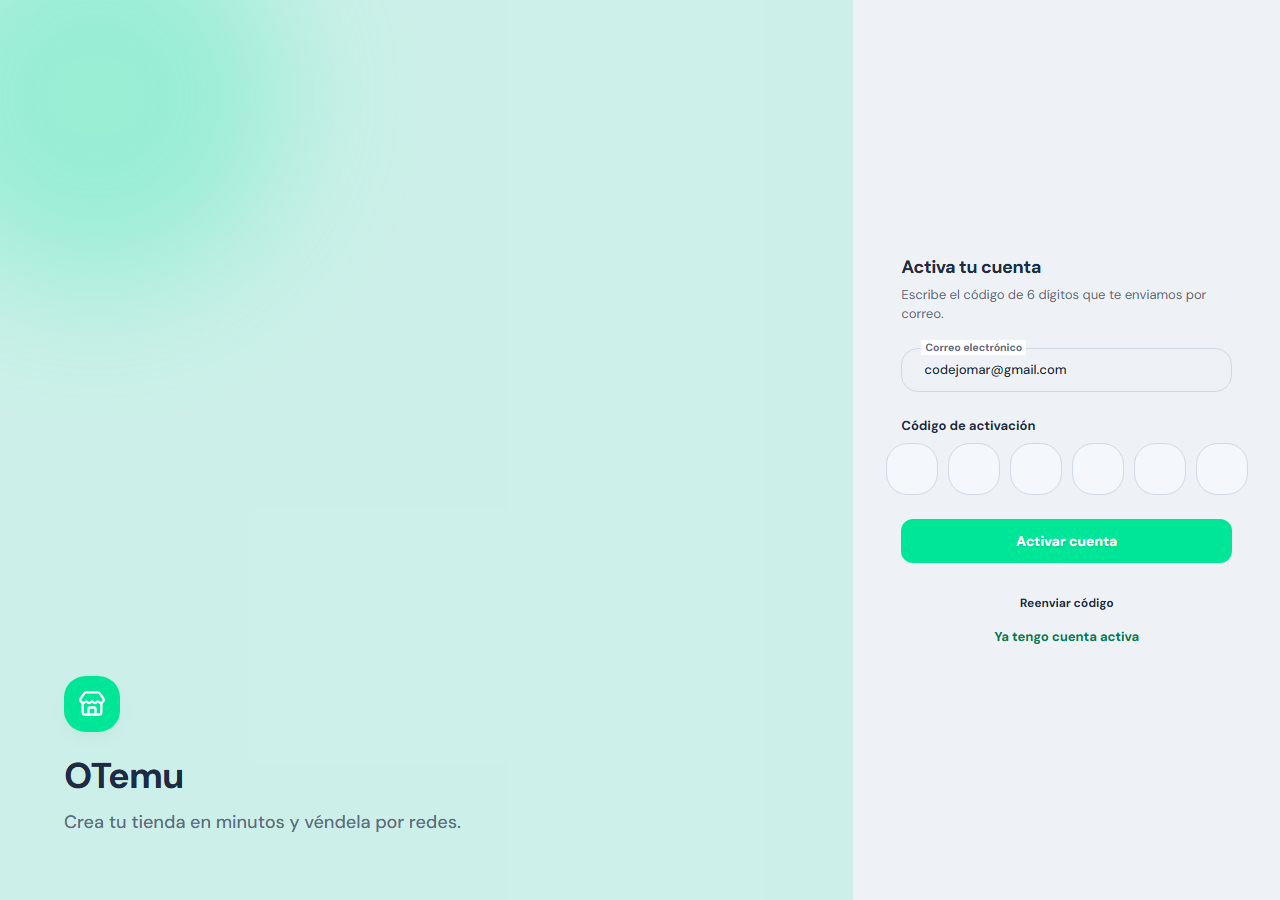 OTemu
Crea tu tienda en minutos y véndela por redes.
Activa tu cuenta
Escribe el código de 6 dígitos que te enviamos por
correo.
Correo electrónico
codejomar@gmail.com
Código de activación
Activar cuenta
Reenviar código
Ya tengo cuenta activa